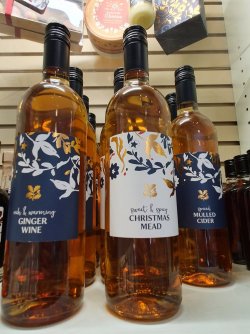 rich & warming
GINGER
WINE
sweet & spicy
CHRISTMAS
MEAD
spiced
MULLED
CIDER